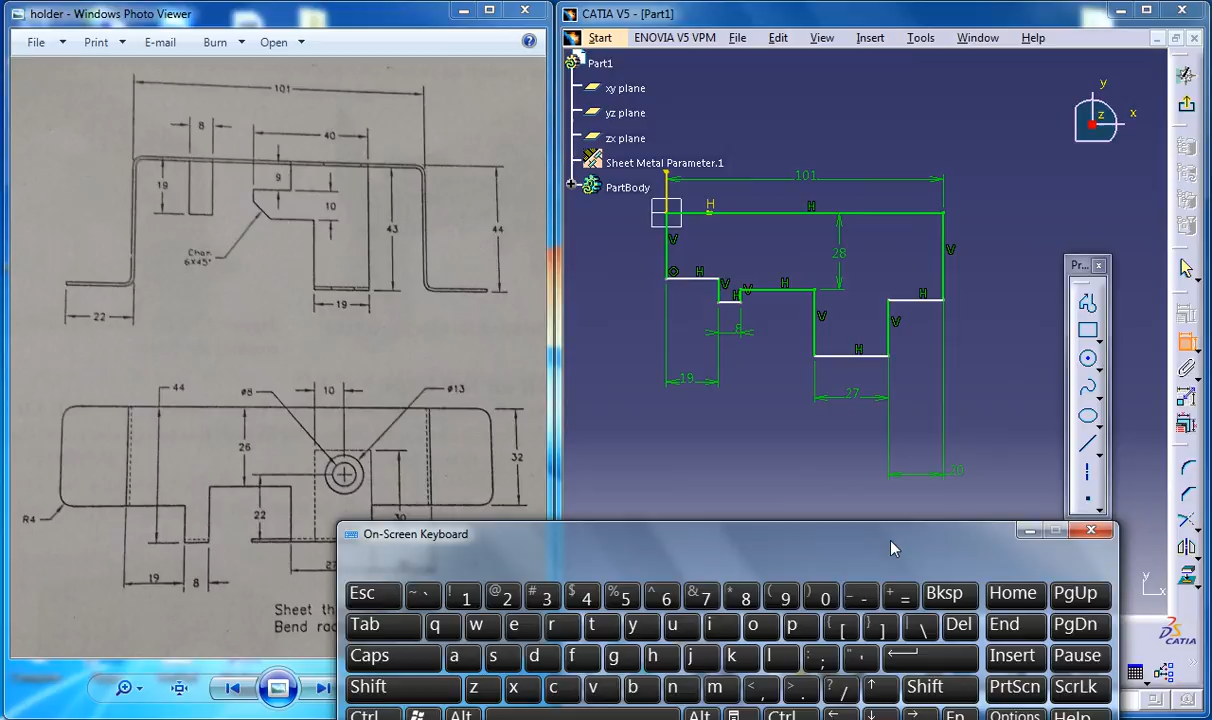 holder - Windows Photo Viewer
File Print E-mail Burn Open
101
8
40
19
9
10
43
44
Cham
6X45°
22
19
44
ø8
10
ø13
26
32
22
R4
30
19
8
Sheet th
Bend rad
CATIA V5 - [Part1]
Start ENOVIA V5 VPM File Edit View Insert Tools Window Help
Part1
xy plane
yz plane
zx plane
Sheet Metal Parameter.1
PartBody
y
z x
101
H H
V V
28
H V H V H H
V V
8
H
19
27
Pr...
y
x
CATIA
On-Screen Keyboard
Esc ~ ` ! 1 @ 2 # 3 $ 4 % 5 ^ 6 & 7 * 8 ( 9 ) 0 _ - + = Bksp Home PgUp
Tab q w e r t y u i o p { [ } ] | \ Del End PgDn
Caps a s d f g h j k l : ; " ' Insert Pause
Shift z x c v b n m < , > . ? / Shift PrtScn ScrLk
Ctrl Alt Alt Ctrl Fn Options Help